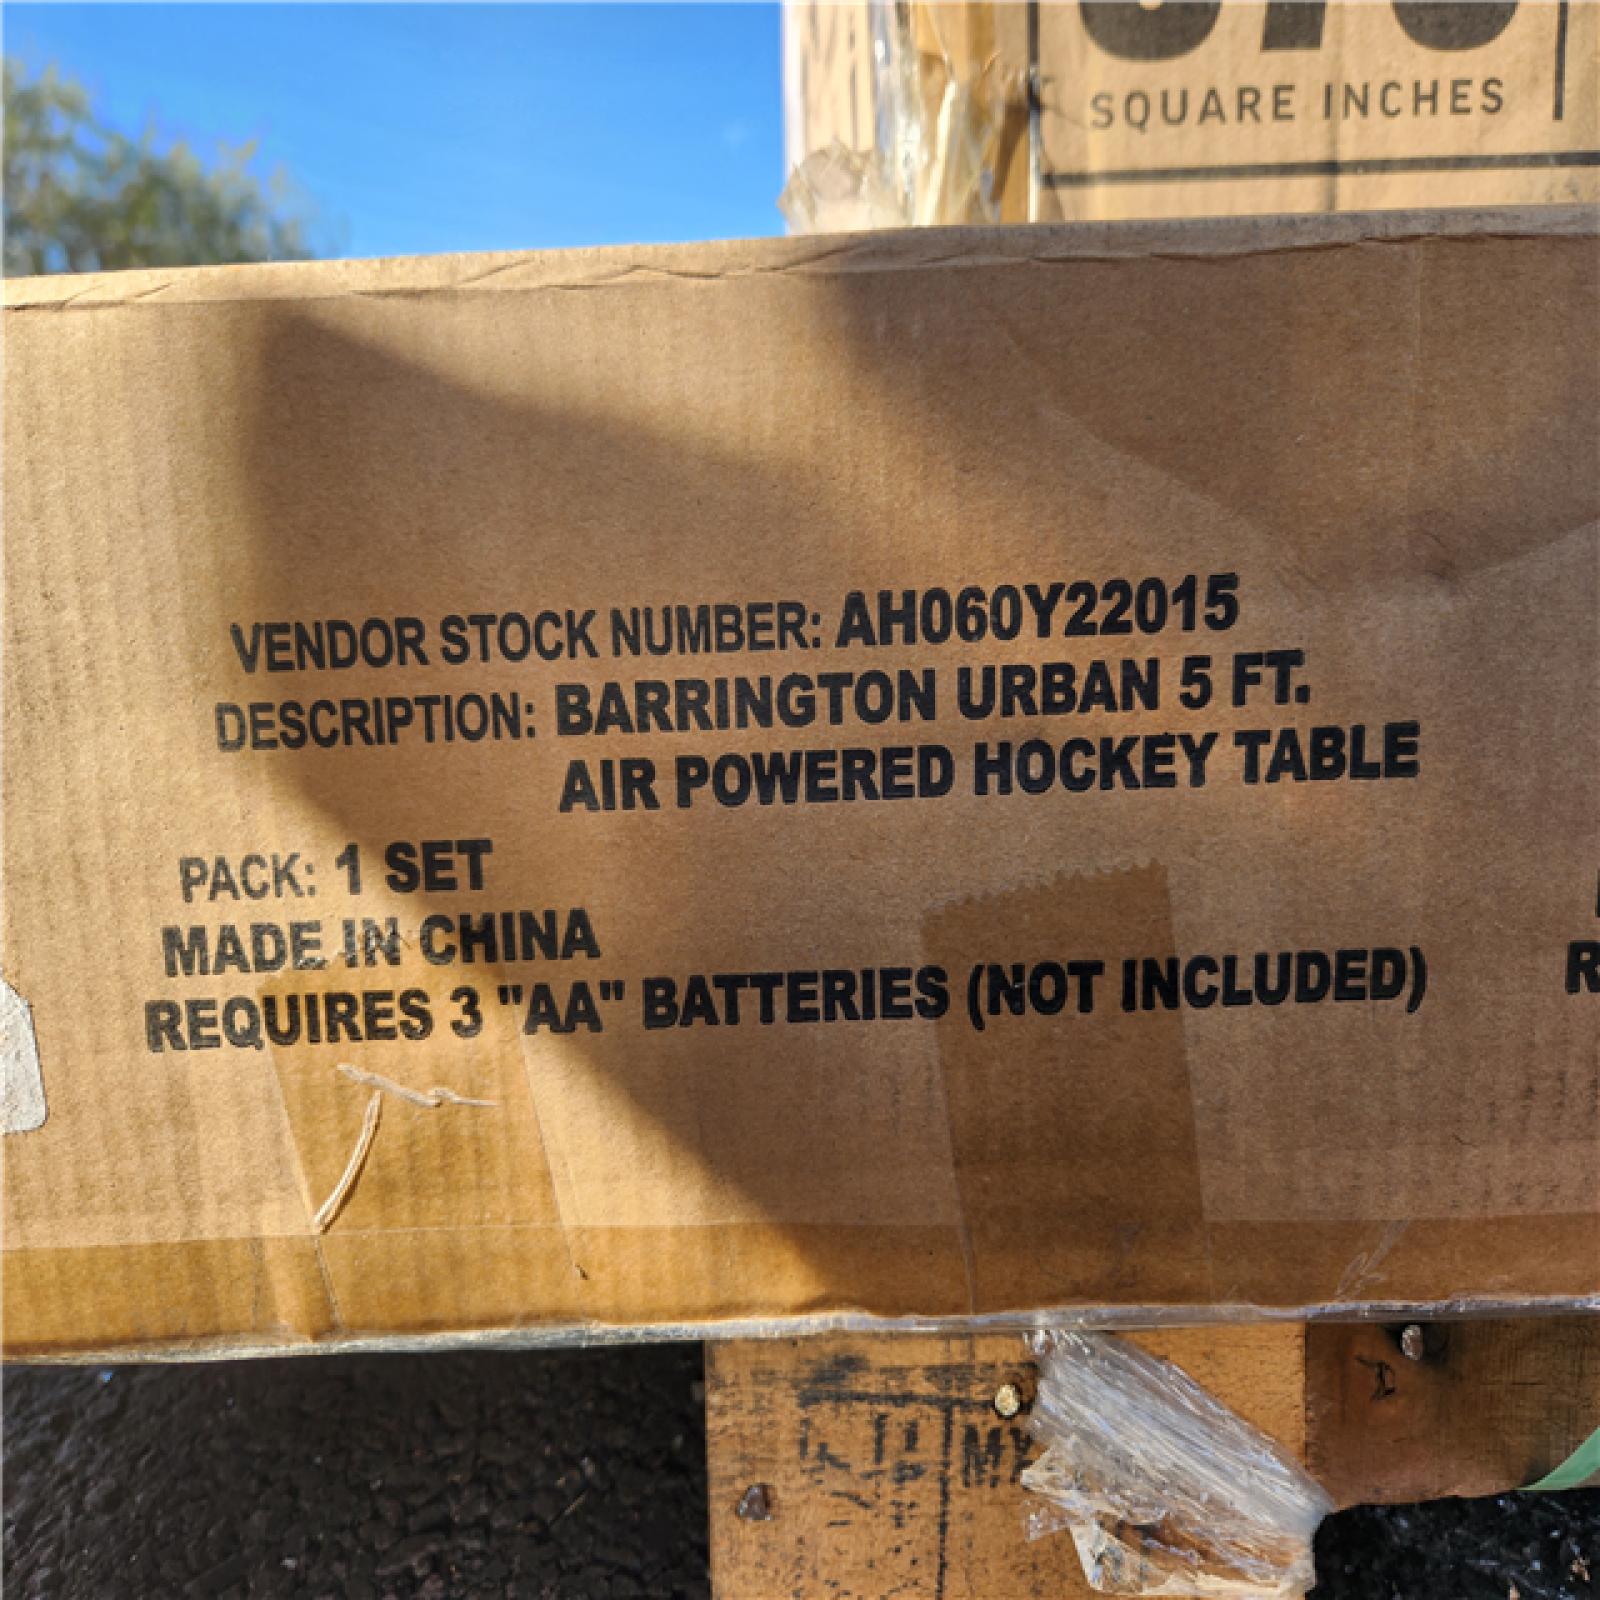 SQUARE INCHES
VENDOR STOCK NUMBER: AH060Y22015
DESCRIPTION: BARRINGTON URBAN 5 FT.
AIR POWERED HOCKEY TABLE
PACK: 1 SET
MADE IN CHINA
REQUIRES 3 "AA" BATTERIES (NOT INCLUDED)